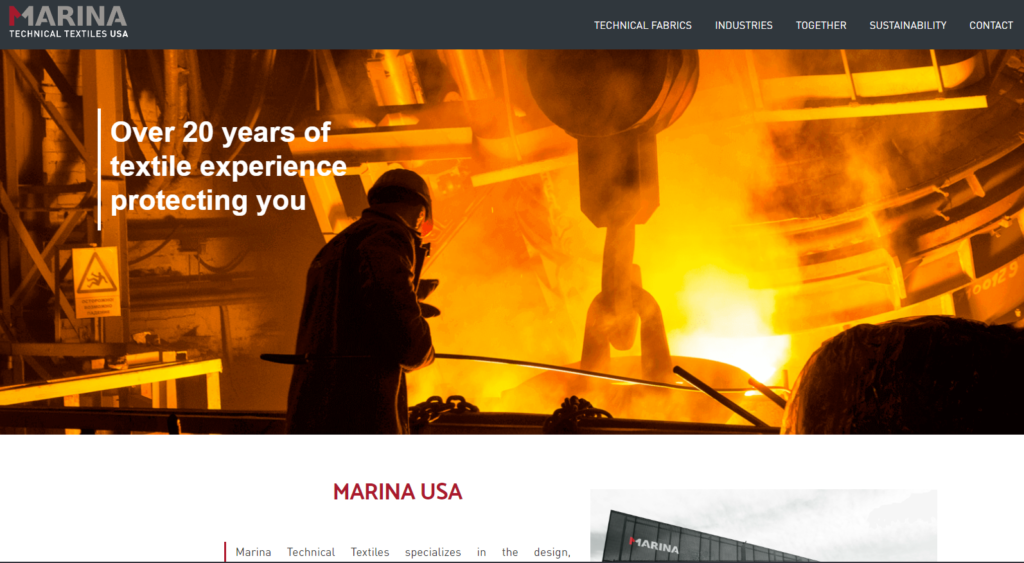 MARINA
TECHNICAL TEXTILES USA
TECHNICAL FABRICS INDUSTRIES TOGETHER SUSTAINABILITY CONTACT
Over 20 years of
textile experience
protecting you
MARINA USA
MARINA
Marina Technical Textiles specializes in the design,